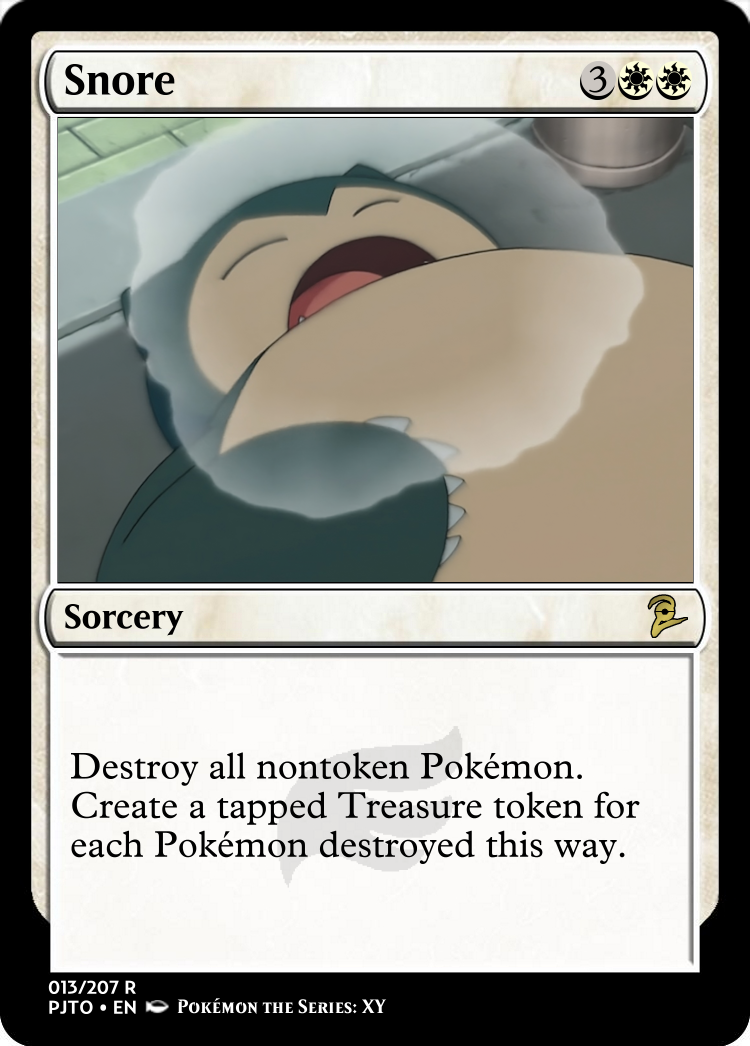 Snore
3
Sorcery
Destroy all nontoken Pokémon.
Create a tapped Treasure token for
each Pokémon destroyed this way.
013/207 R
PJTO • EN Pokémon the Series: XY